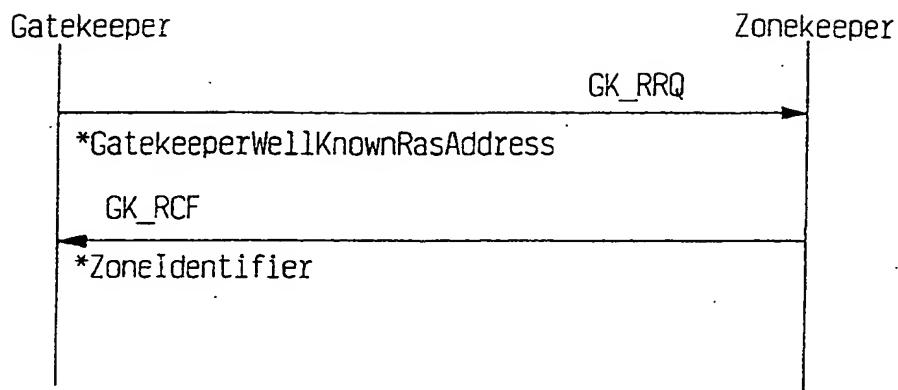 Gatekeeper Zonekeeper
GK_RRQ
*GatekeeperWellKnownRasAddress
GK_RCF
*ZoneIdentifier